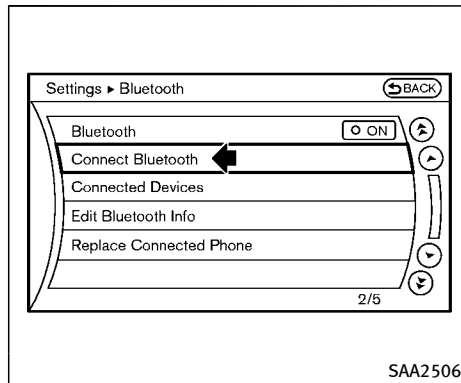 Settings ▸ Bluetooth
BACK
Bluetooth
ON
Connect Bluetooth
Connected Devices
Edit Bluetooth Info
Replace Connected Phone
2/5
SAA2506